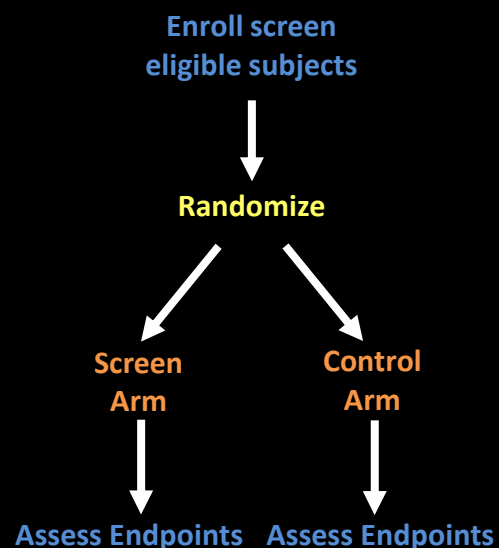 Enroll screen
eligible subjects
Randomize
Screen
Arm
Control
Arm
Assess Endpoints
Assess Endpoints